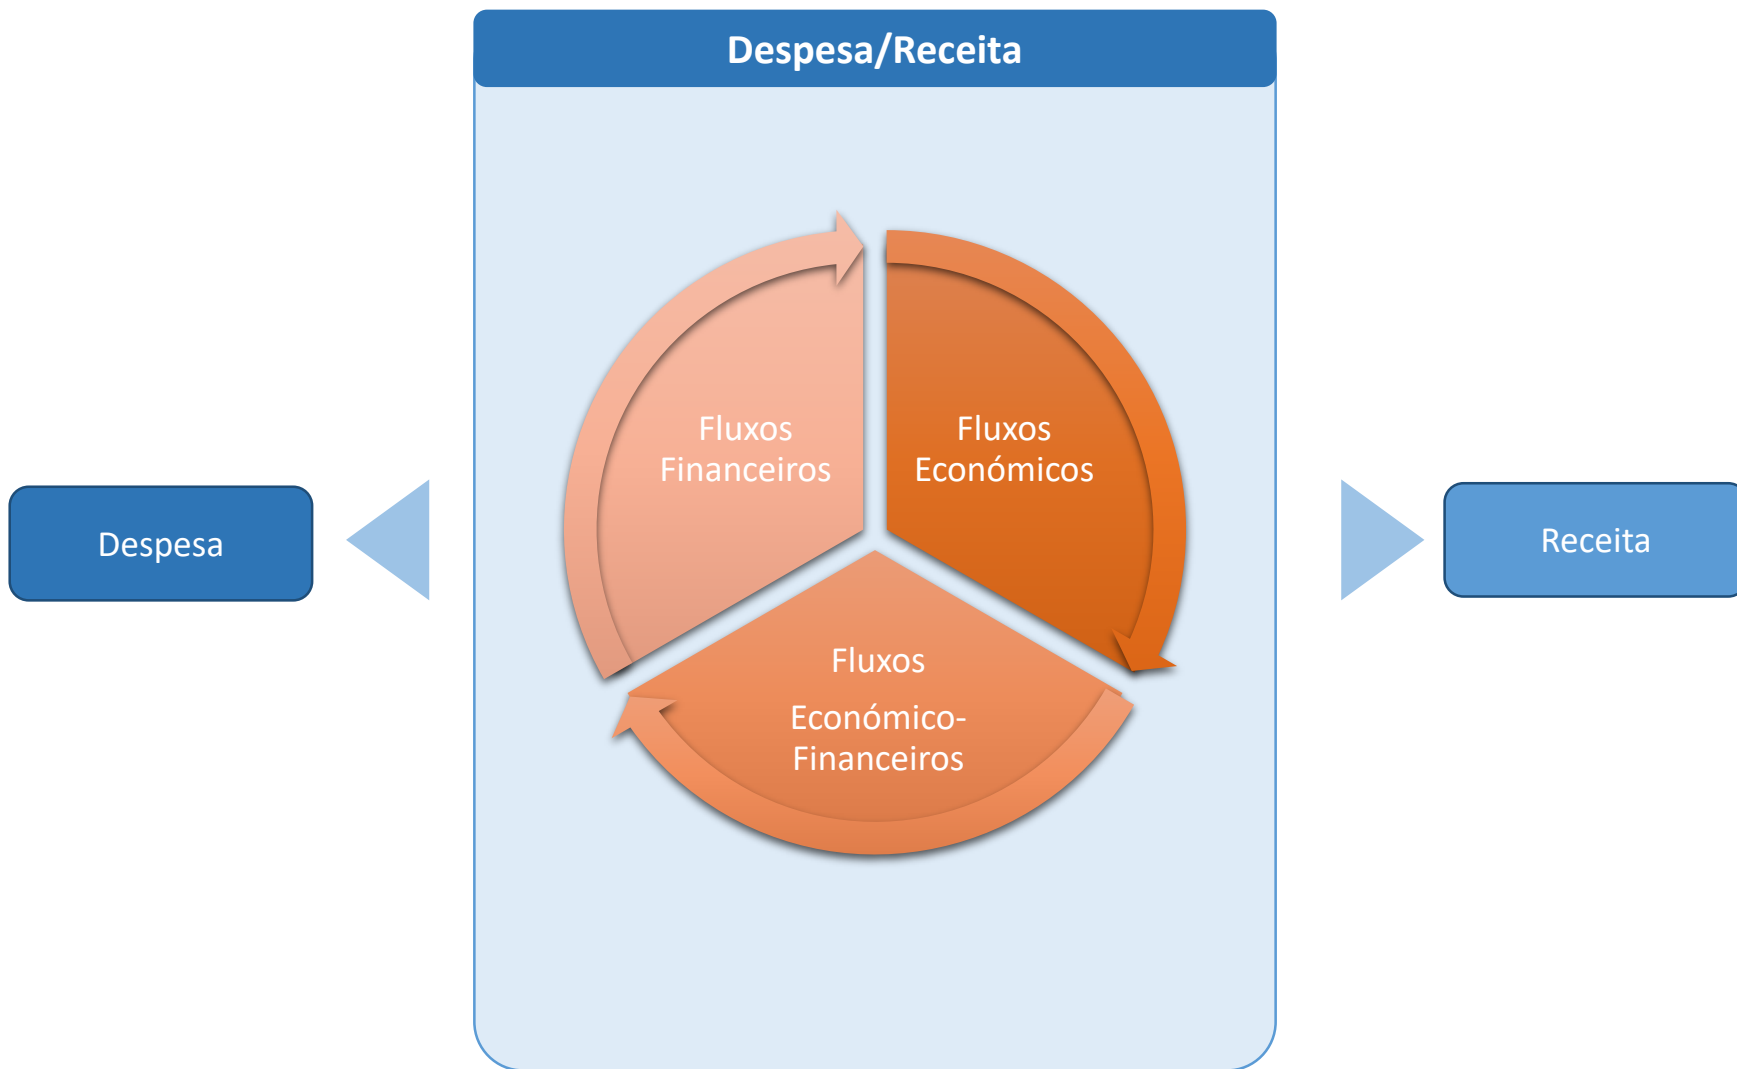 Despesa/Receita
Fluxos
Financeiros
Fluxos
Económicos
Despesa
Receita
Fluxos
Económico-
Financeiros